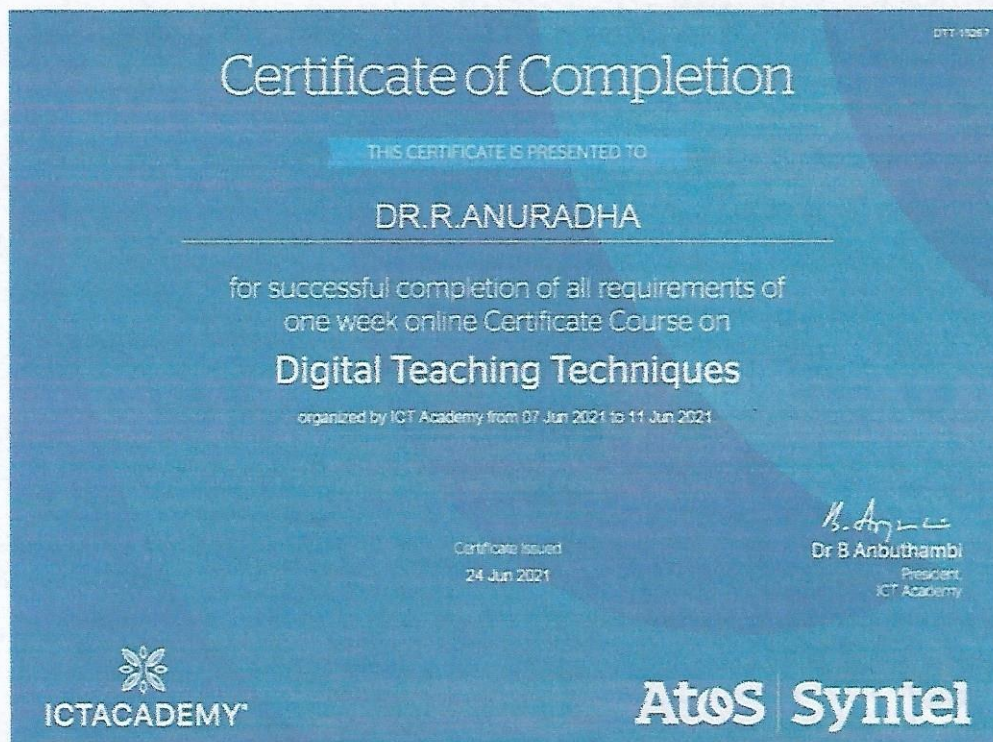 Certificate of Completion
THIS CERTIFICATE IS PRESENTED TO
DR.R.ANURADHA
for successful completion of all requirements of
one week online Certificate Course on
Digital Teaching Techniques
organized by ICT Academy from 07 Jun 2021 to 11 Jun 2021
Certificate Issued
24 Jun 2021
Dr B Anbuthambi
President,
ICT Academy
ICTACADEMY
Atos | Syntel